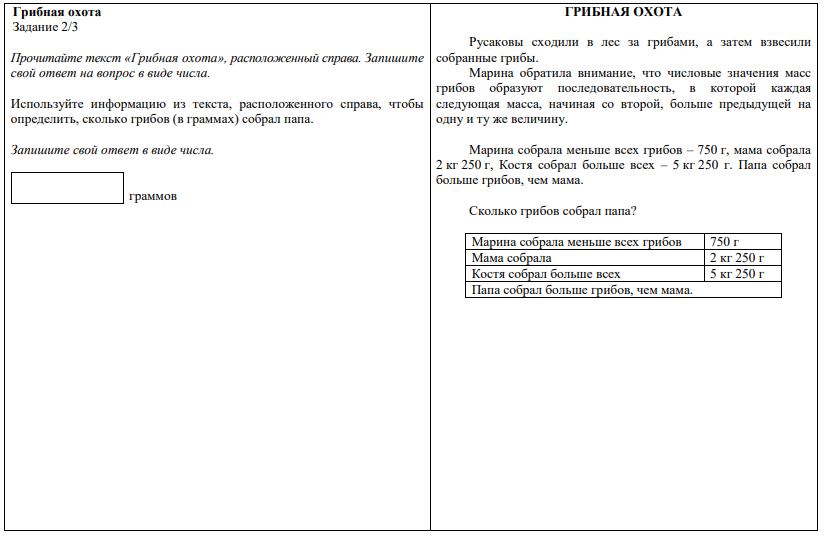 Грибная охота
Задание 2/3
Прочитайте текст «Грибная охота», расположенный справа. Запишите
свой ответ на вопрос в виде числа.
Используйте информацию из текста, расположенного справа, чтобы
определить, сколько грибов (в граммах) собрал папа.
Запишите свой ответ в виде числа.
граммов
ГРИБНАЯ ОХОТА
Русаковы сходили в лес за грибами, а затем взвесили
собранные грибы.
Марина обратила внимание, что числовые значения масс
грибов образуют последовательность, в которой каждая
следующая масса, начиная со второй, больше предыдущей на
одну и ту же величину.
Марина собрала меньше всех грибов – 750 г, мама собрала
2 кг 250 г, Костя собрал больше всех – 5 кг 250 г. Папа собрал
больше грибов, чем мама.
Сколько грибов собрал папа?
Марина собрала меньше всех грибов 750 г
Мама собрала 2 кг 250 г
Костя собрал больше всех 5 кг 250 г
Папа собрал больше грибов, чем мама.